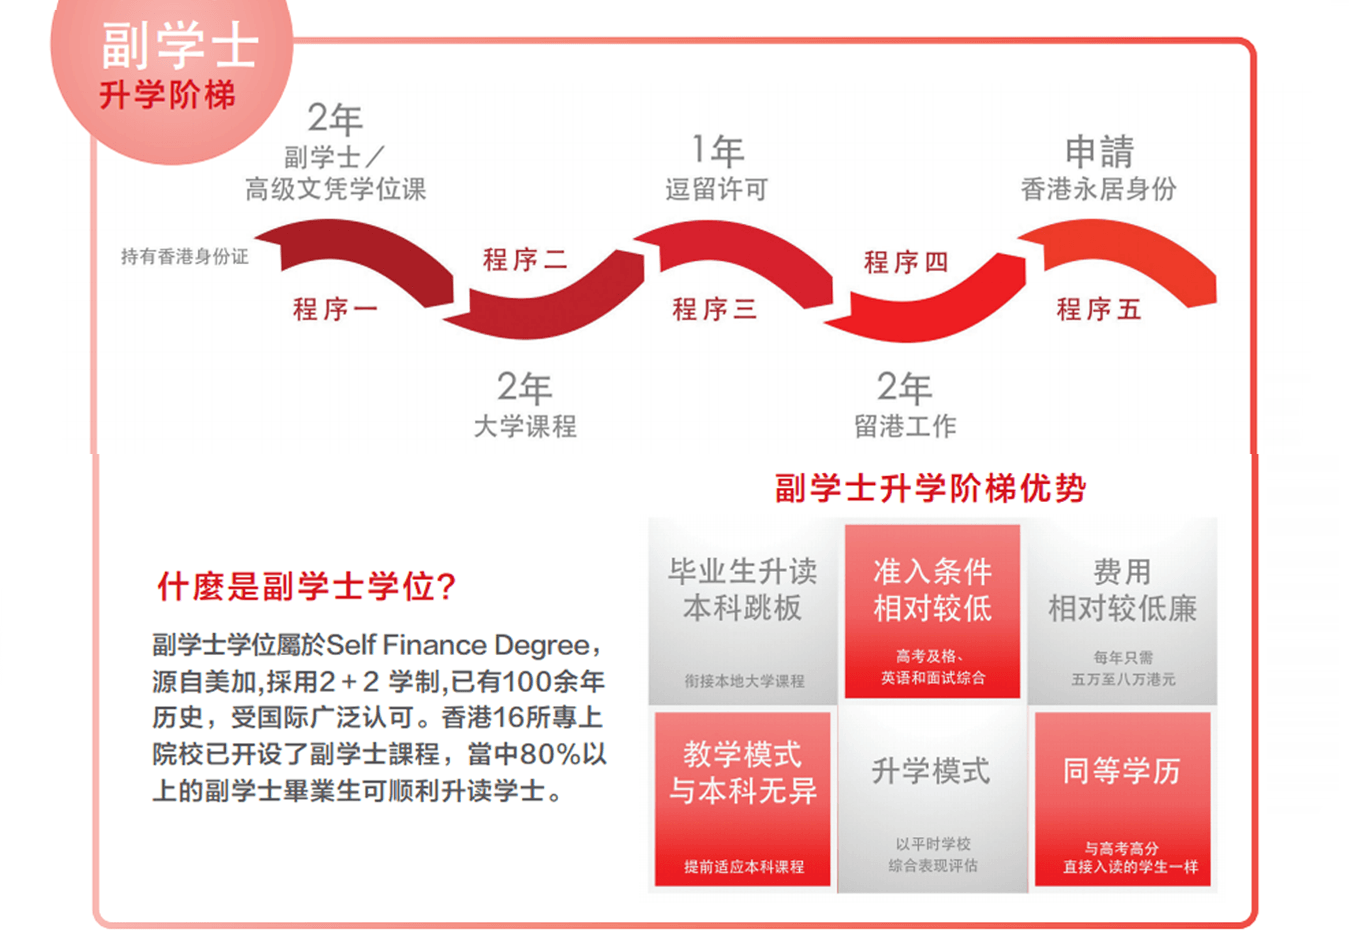 副学士
升学阶梯
2年
副学士／
高级文凭学位课
1年
逗留许可
申請
香港永居身份
持有香港身份证
程序一
程序二
程序三
程序四
程序五
2年
大学课程
2年
留港工作
副学士升学阶梯优势
什麼是副学士学位?
副学士学位屬於Self Finance Degree，
源自美加,採用2+2 学制,已有100余年
历史，受国际广泛认可。香港16所專上
院校已开设了副学士課程，當中80%以
上的副学士畢業生可顺利升读学士。
毕业生升读
本科跳板
衔接本地大学课程
准入条件
相对较低
高考及格、
英语和面试综合
费用
相对较低廉
每年只需
五万至八万港元
教学模式
与本科无异
提前适应本科课程
升学模式
以平时学校
综合表现评估
同等学历
与高考高分
直接入读的学生一样